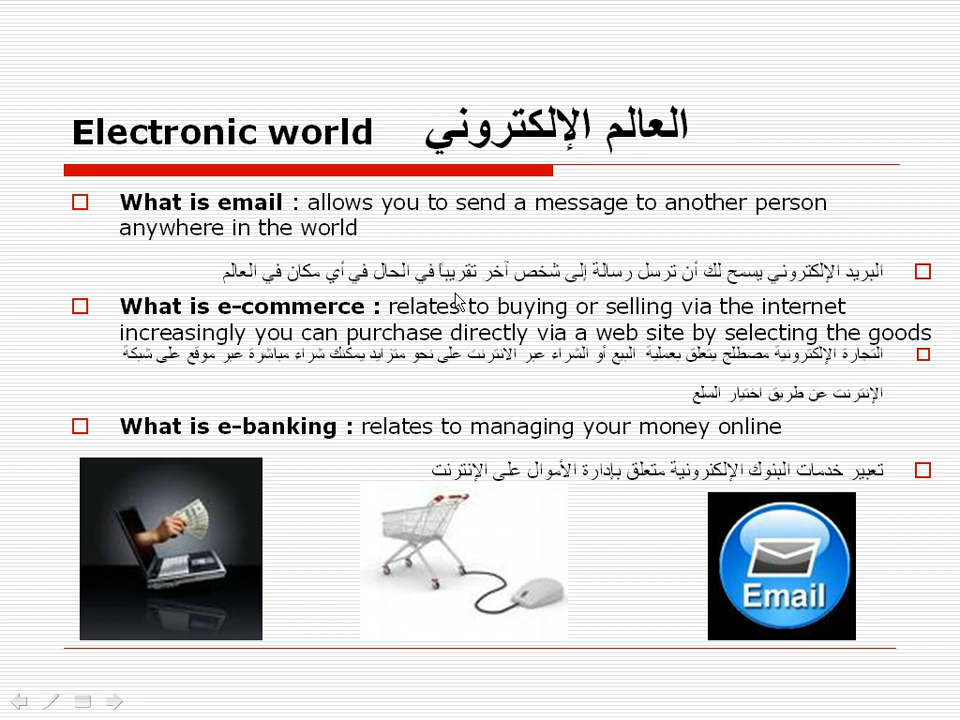 Electronic world العالم الإلكتروني
What is email : allows you to send a message to another person
anywhere in the world
البريد الإلكتروني يسمح لك أن ترسل رسالة إلى شخص آخر تقريباً في الحال في أي مكان في العالم
What is e-commerce : relates to buying or selling via the internet
increasingly you can purchase directly via a web site by selecting the goods
التجارة الإلكترونية مصطلح يتعلق بعملية البيع أو الشراء عبر الانترنت على نحو متزايد يمكنك شراء مباشرة عبر موقع على شبكة
الإنترنت عن طريق اختيار السلع
What is e-banking : relates to managing your money online
تعبير خدمات البنوك الإلكترونية متعلق بإدارة الأموال على الإنترنت
Email